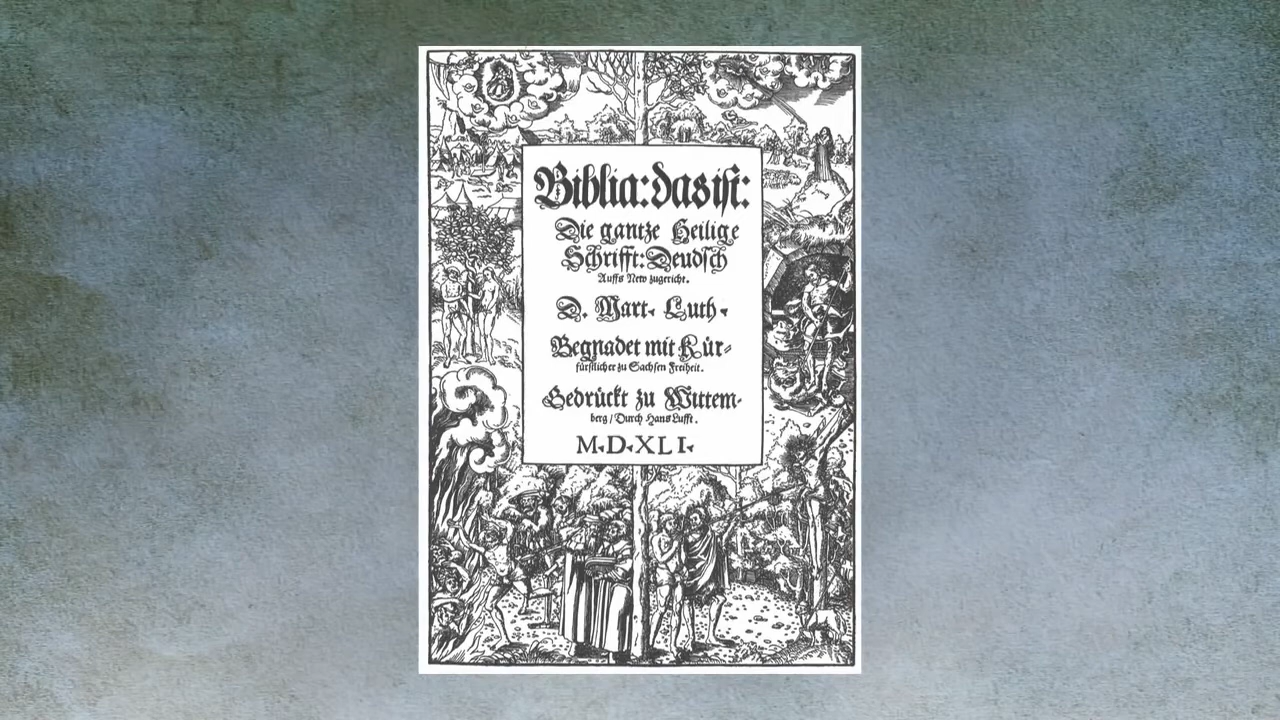 Biblia: das ist:
Die gantze Heilige
Schrifft: Deudsch
Auffs New zugericht.
D. Mart. Luth.
Begnadet mit Kür=
fürstlicher zu Sachsen Freiheit.
Gedrückt zu Wittem-
berg / Durch Hans Lufft.
M.D.XLI.